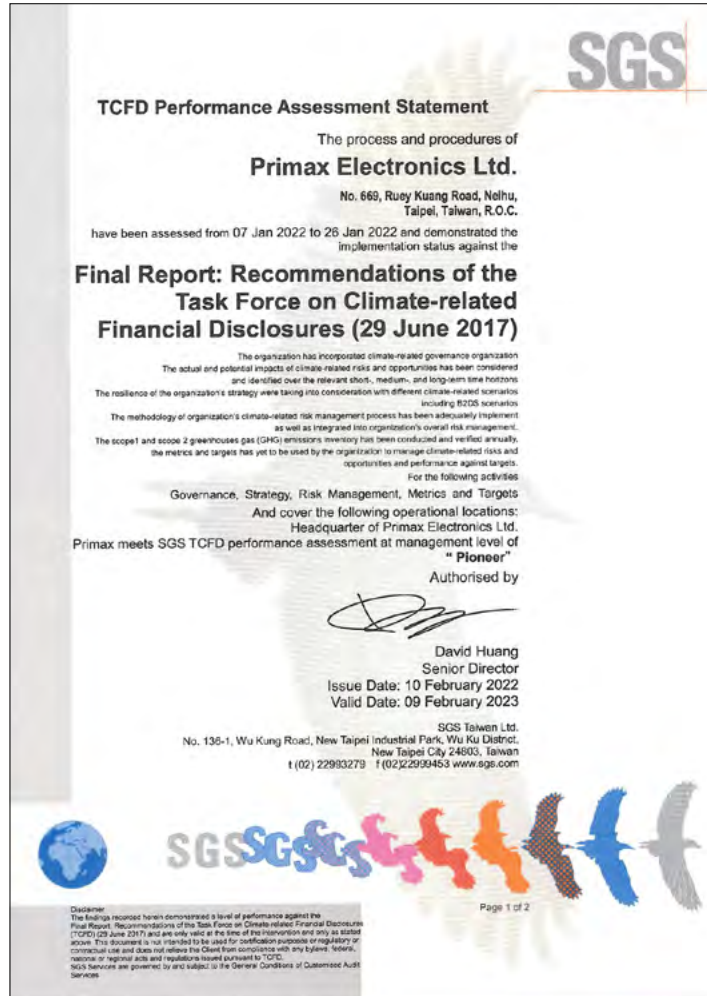 SGS
TCFD Performance Assessment Statement
The process and procedures of
Primax Electronics Ltd.
No. 669, Ruey Kuang Road, Neihu,
Taipei, Taiwan, R.O.C.
have been assessed from 07 Jan 2022 to 26 Jan 2022 and demonstrated the
implementation status against the
Final Report: Recommendations of the
Task Force on Climate-related
Financial Disclosures (29 June 2017)
The organization has incorporated climate-related governance organization
The actual and potential impacts of climate-related risks and opportunities has been considered
and identified over the relevant short-, medium-, and long-term time horizons
The resilience of the organization's strategy were taking into consideration with different climate-related scenarios
including B2DS scenarios
The methodology of organization's climate-related risk management process has been adequately implement
as well as integrated into organization's overall risk management.
The scope1 and scope 2 greenhouses gas (GHG) emissions inventory has been conducted and verified annually,
the metrics and targets has yet to be used by the organization to manage climate-related risks and
opportunities and performance against targets.
For the following activities
Governance, Strategy, Risk Management, Metrics and Targets
And cover the following operational locations:
Headquarter of Primax Electronics Ltd.
Primax meets SGS TCFD performance assessment at management level of
" Pioneer"
Authorised by
David Huang
Senior Director
Issue Date: 10 February 2022
Valid Date: 09 February 2023
SGS Taiwan Ltd.
No. 136-1, Wu Kung Road, New Taipei Industrial Park, Wu Ku District,
New Taipei City 24803, Taiwan
t (02) 22993279 f (02)22999453 www.sgs.com
SGS SGS SGS
Page 1 of 2
Disclaimer
The findings recorded herein demonstrated a level of performance against the
Final Report: Recommendations of the Task Force on Climate-related Financial Disclosures
(TCFD) (29 June 2017) and are only valid at the time of the intervention and only as stated
above. This document is not intended to be used for certification purposes or regulatory or
contractual use and does not relieve the Client from compliance with any bylaws, federal,
national or regional acts and regulations issued pursuant to TCFD.
SGS Services are governed by and subject to the General Conditions of Customised Audit
Services